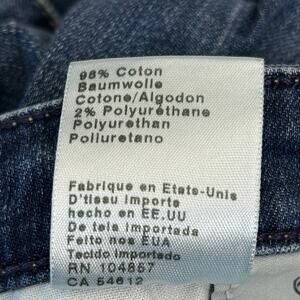 98% Coton
Baumwolle
Cotone/Algodon
2% Polyuréthane
Polyurethan
Poliuretano
Fabrique en Etats-Unis
D'tissu importe
hecho en EE.UU
De tela importada
Feito nos EUA
Tecido importado
RN 104857
CA 54612